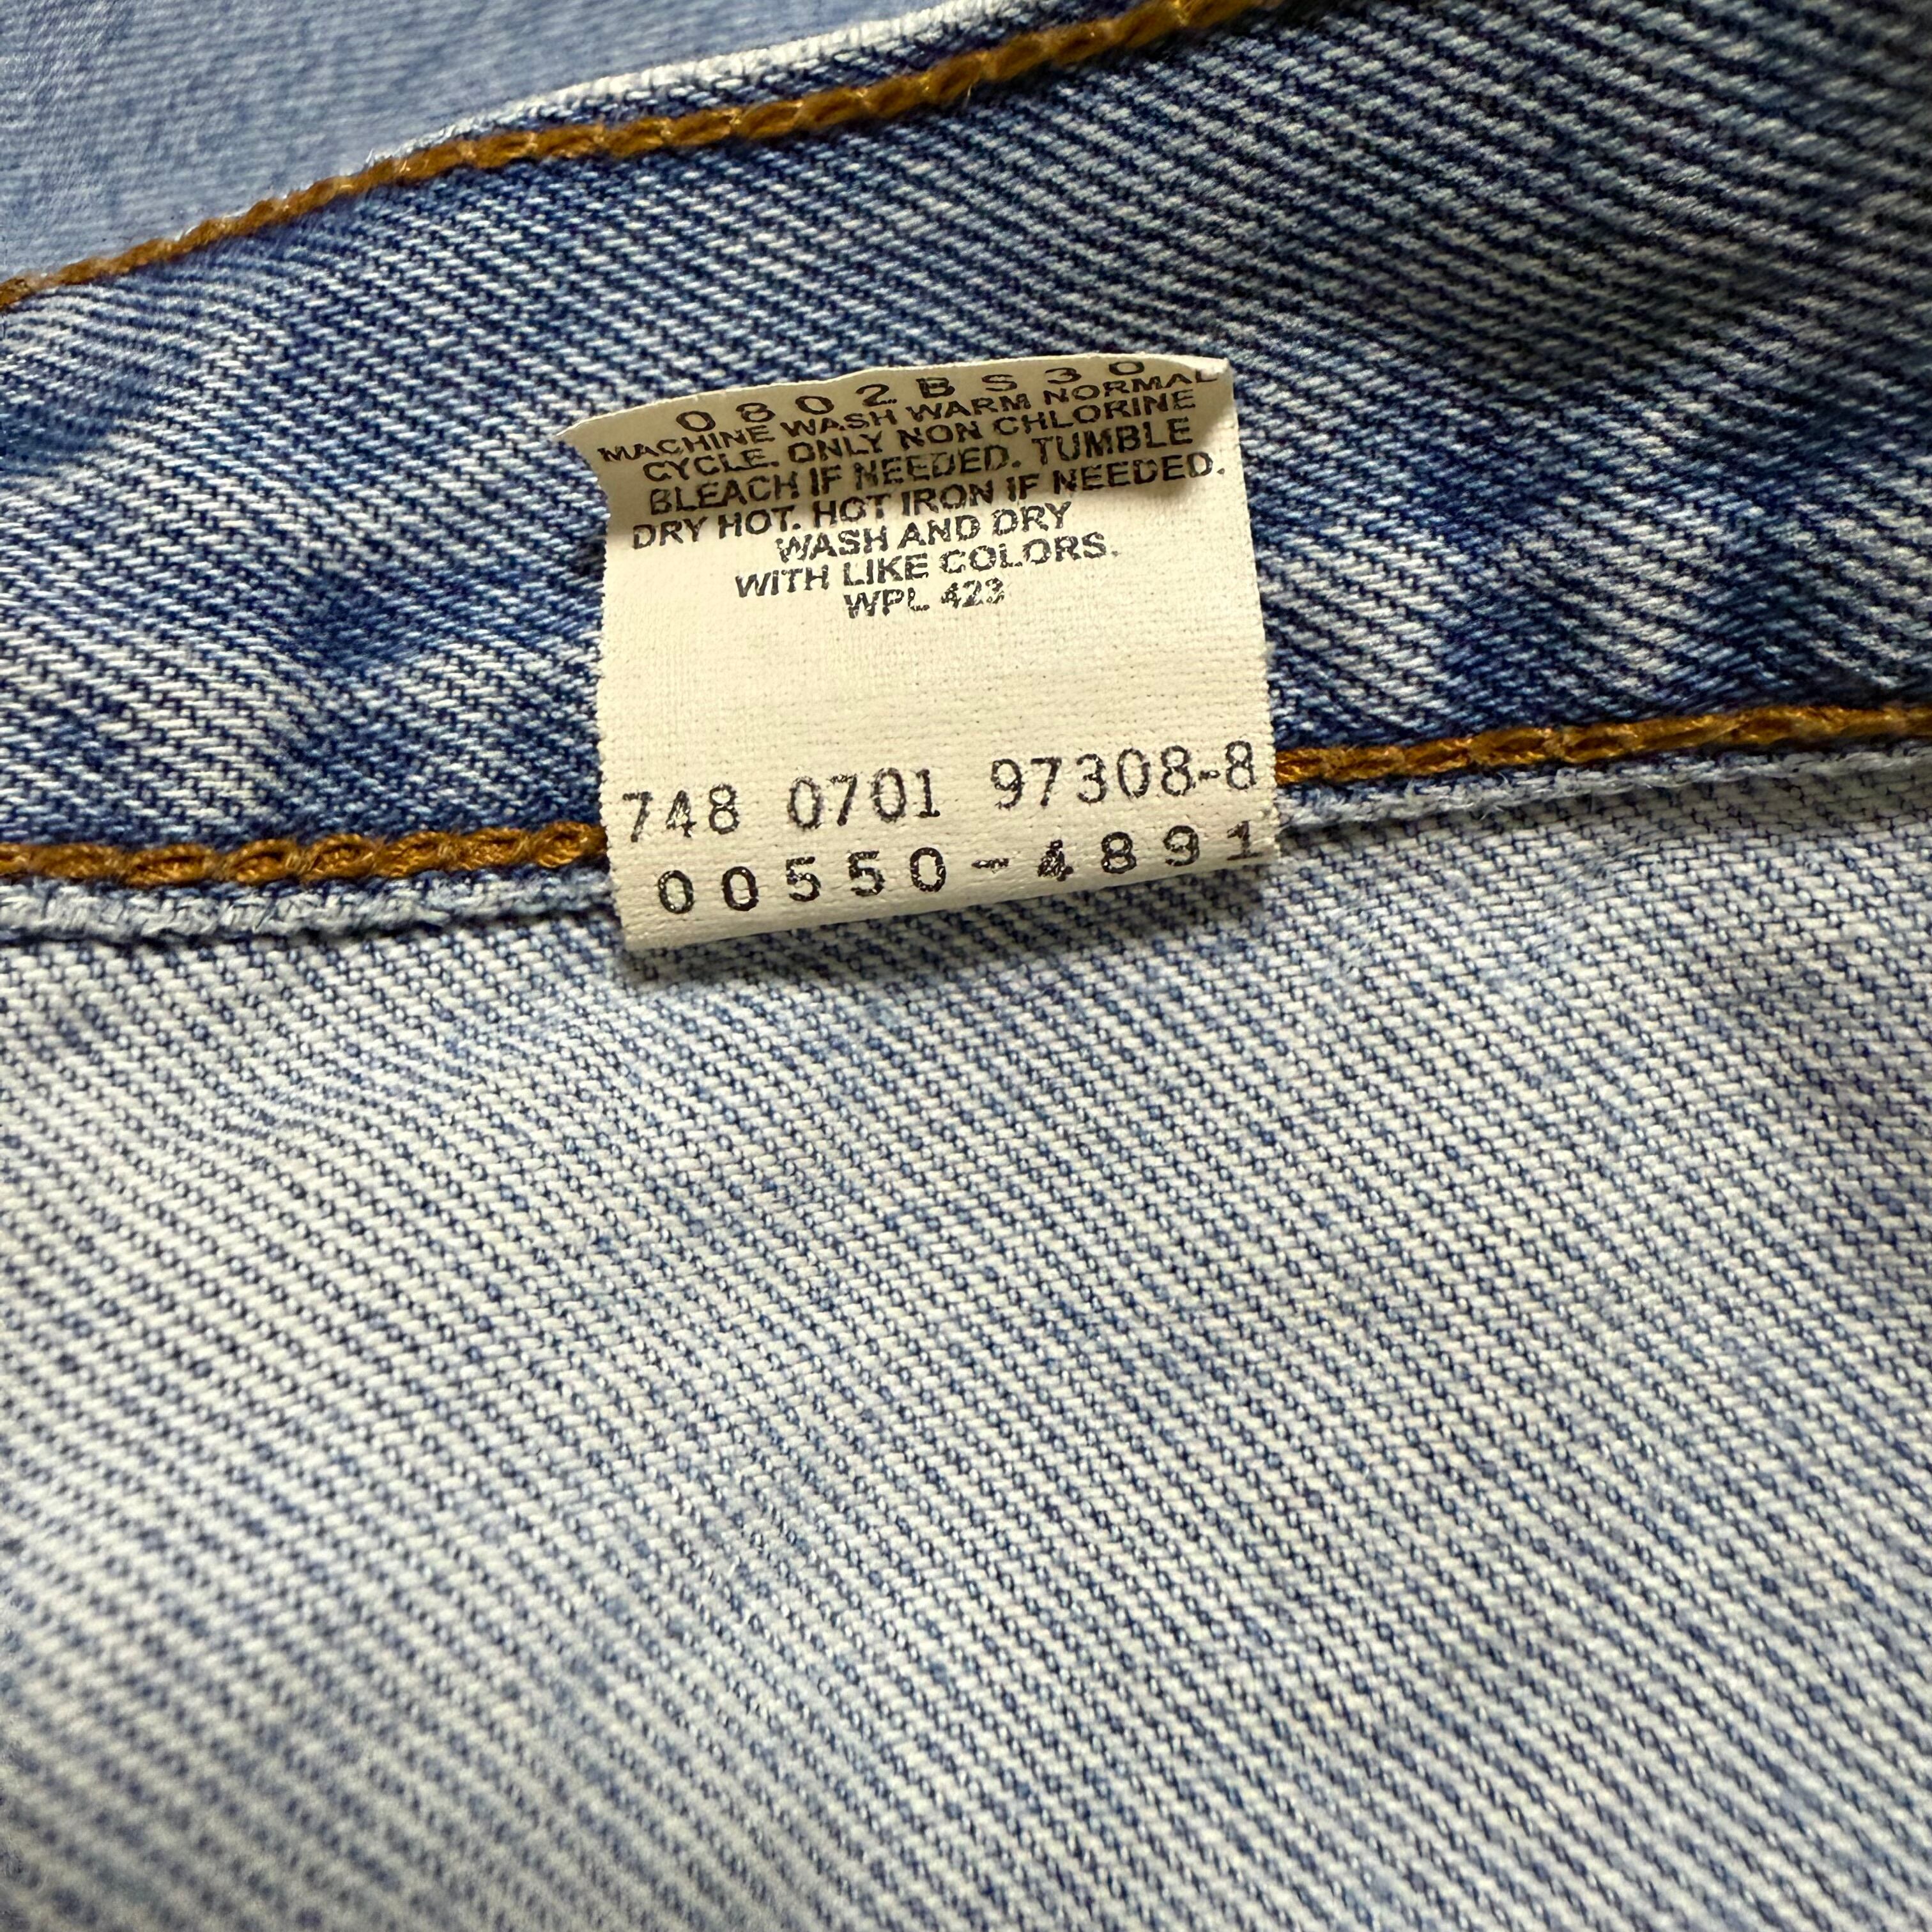 0802BS30
MACHINE WASH WARM NORMAL
CYCLE. ONLY NON CHLORINE
BLEACH IF NEEDED. TUMBLE
DRY HOT. HOT IRON IF NEEDED.
WASH AND DRY
WITH LIKE COLORS.
WPL 423
748 0701 97308-8
00550-4891